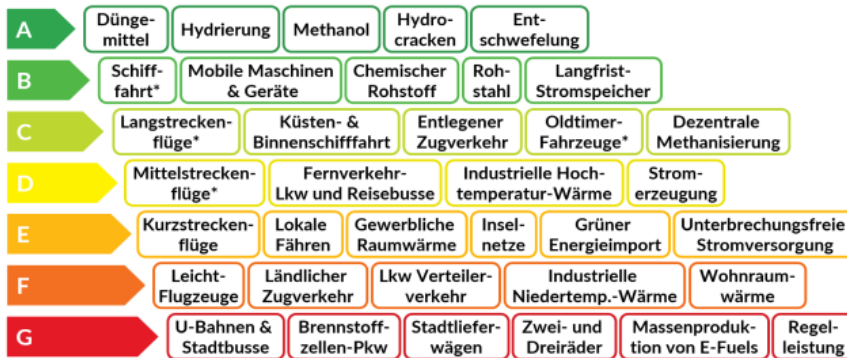 A
Dünge-
mittel
Hydrierung
Methanol
Hydro-
cracken
Ent-
schwefelung
B
Schiff-
fahrt*
Mobile Maschinen
& Geräte
Chemischer
Rohstoff
Roh-
stahl
Langfrist-
Stromspeicher
C
Langstrecken-
flüge*
Küsten- &
Binnenschifffahrt
Entlegener
Zugverkehr
Oldtimer-
Fahrzeuge*
Dezentrale
Methanisierung
D
Mittelstrecken-
flüge*
Fernverkehr-
Lkw und Reisebusse
Industrielle Hoch-
temperatur-Wärme
Strom-
erzeugung
E
Kurzstrecken-
flüge
Lokale
Fähren
Gewerbliche
Raumwärme
Insel-
netze
Grüner
Energieimport
Unterbrechungsfreie
Stromversorgung
F
Leicht-
Flugzeuge
Ländlicher
Zugverkehr
Lkw Verteiler-
verkehr
Industrielle
Niedertemp.-Wärme
Wohnraum-
wärme
G
U-Bahnen &
Stadtbusse
Brennstoff-
zellen-Pkw
Stadtliefer-
wägen
Zwei- und
Dreiräder
Massenproduk-
tion von E-Fuels
Regel-
leistung